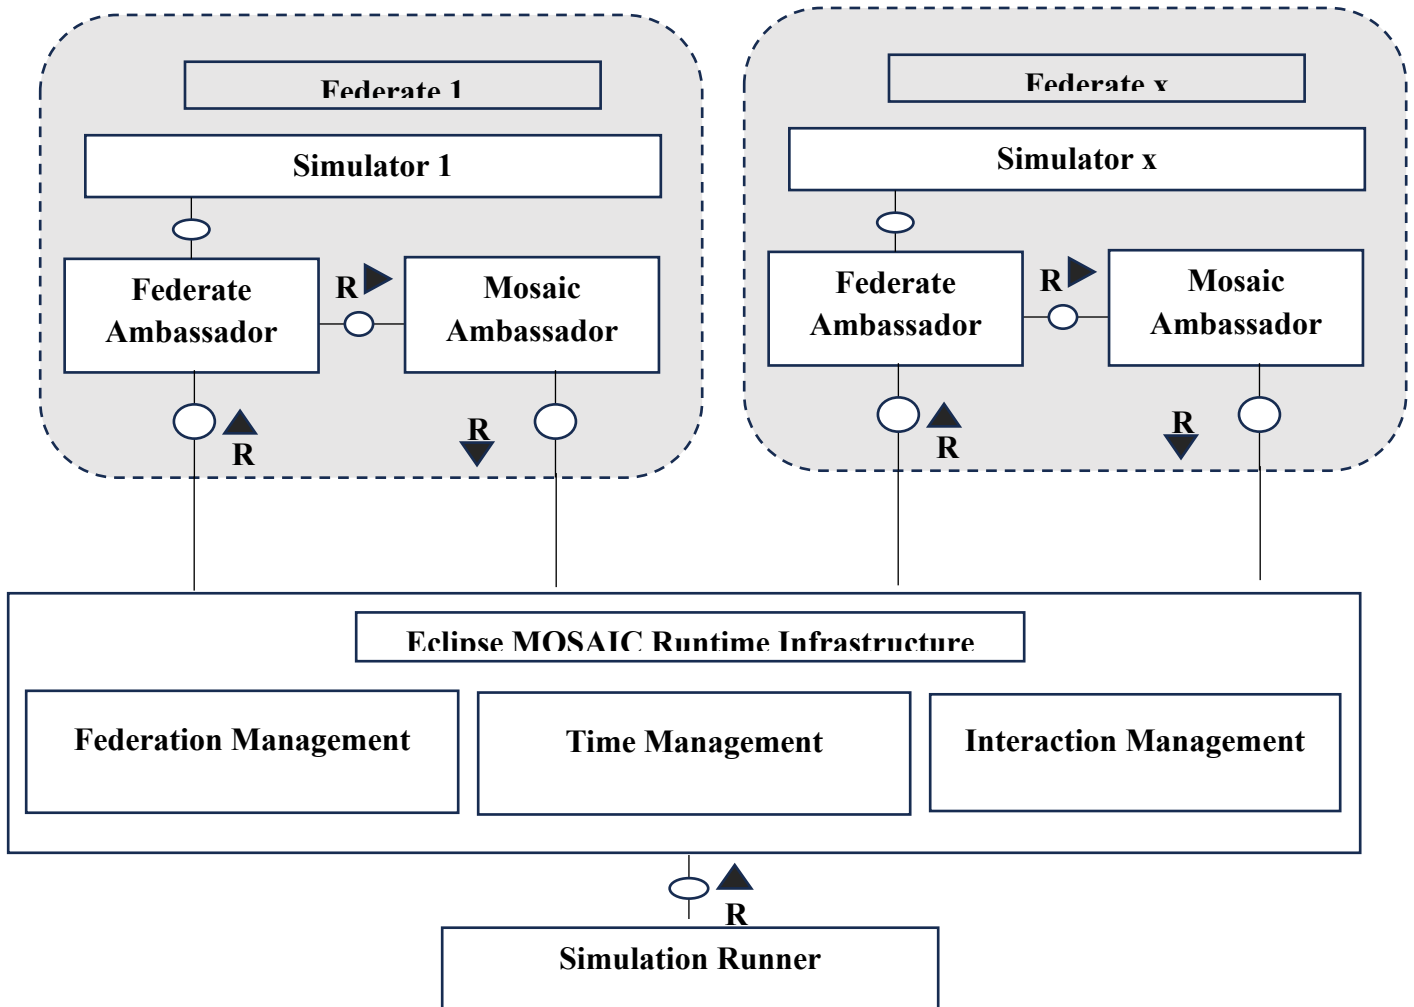 Federate 1
Federate x
Simulator 1
Simulator x
Federate
Ambassador
R
Mosaic
Ambassador
Federate
Ambassador
R
Mosaic
Ambassador
R
R
R
R
Eclipse MOSAIC Runtime Infrastructure
Federation Management
Time Management
Interaction Management
R
Simulation Runner